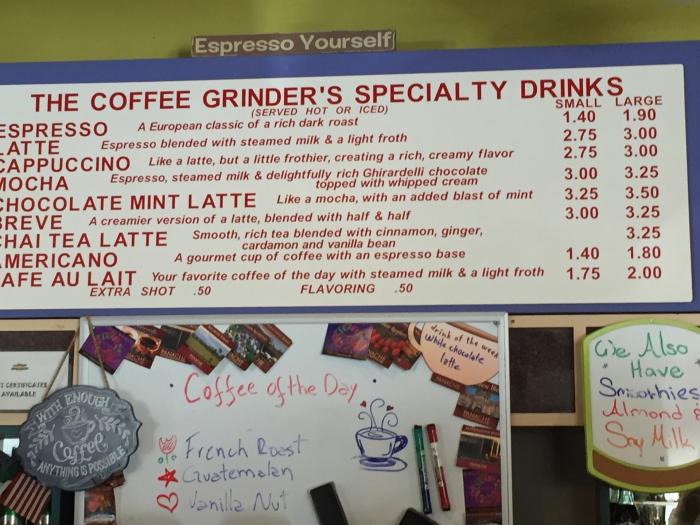 Espresso Yourself
THE COFFEE GRINDER'S SPECIALTY DRINKS
(SERVED HOT OR ICED)
SMALL LARGE
ESPRESSO A European classic of a rich dark roast 1.40 1.90
LATTE Espresso blended with steamed milk & a light froth 2.75 3.00
CAPPUCCINO Like a latte, but a little frothier, creating a rich, creamy flavor 2.75 3.00
MOCHA Espresso, steamed milk & delightfully rich Ghirardelli chocolate 3.00 3.25
topped with whipped cream
CHOCOLATE MINT LATTE Like a mocha, with an added blast of mint 3.25 3.50
BREVE A creamier version of a latte, blended with half & half 3.00 3.25
CHAI TEA LATTE Smooth, rich tea blended with cinnamon, ginger, 3.25
cardamon and vanilla bean
AMERICANO A gourmet cup of coffee with an espresso base 1.40 1.80
CAFE AU LAIT Your favorite coffee of the day with steamed milk & a light froth 1.75 2.00
EXTRA SHOT .50 FLAVORING .50
drink of the week
White chocolate
latte
Coffee of the Day
French Roast
Guatemalan
Vanilla Nut
We Also
Have
Smoothies
Almond &
Soy Milk
GIFT CERTIFICATES
AVAILABLE
WITH ENOUGH
Coffee
ANYTHING IS POSSIBLE
PANACHE
PANACHE
PANACHE